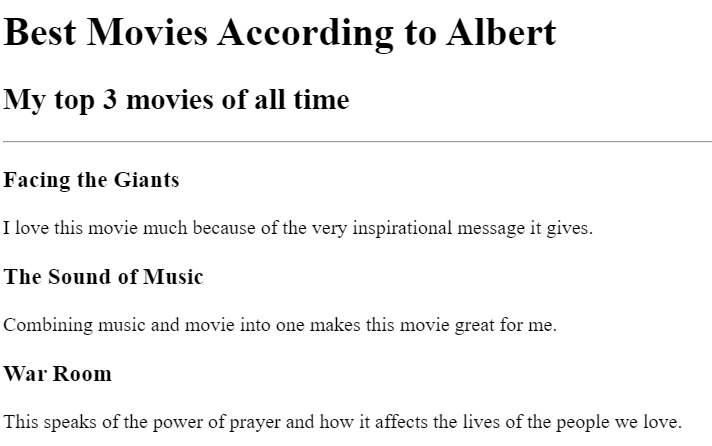 Best Movies According to Albert
My top 3 movies of all time
Facing the Giants
I love this movie much because of the very inspirational message it gives.
The Sound of Music
Combining music and movie into one makes this movie great for me.
War Room
This speaks of the power of prayer and how it affects the lives of the people we love.